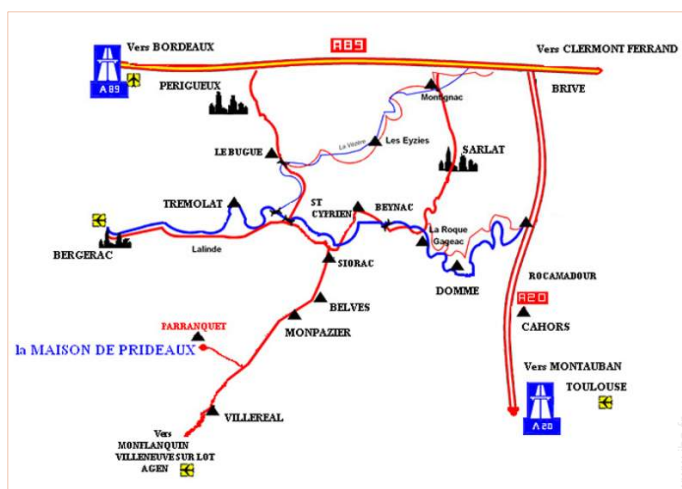 Vers BORDEAUX
A89
Vers CLERMONT FERRAND
A 89
PERIGUEUX
BRIVE
Montignac
La Vézère
Les Eyzies
LE BUGUE
SARLAT
TREMOLAT
ST
CYPRIEN
BEYNAC
La Roque
Gageac
BERGERAC
Lalinde
SIORAC
DOMME
ROCAMADOUR
A20
BELVES
MONPAZIER
CAHORS
PARRANQUET
la MAISON DE PRIDEAUX
Vers MONTAUBAN
TOULOUSE
A 20
VILLEREAL
Vers
MONFLANQUIN
VILLENEUVE SUR LOT
AGEN